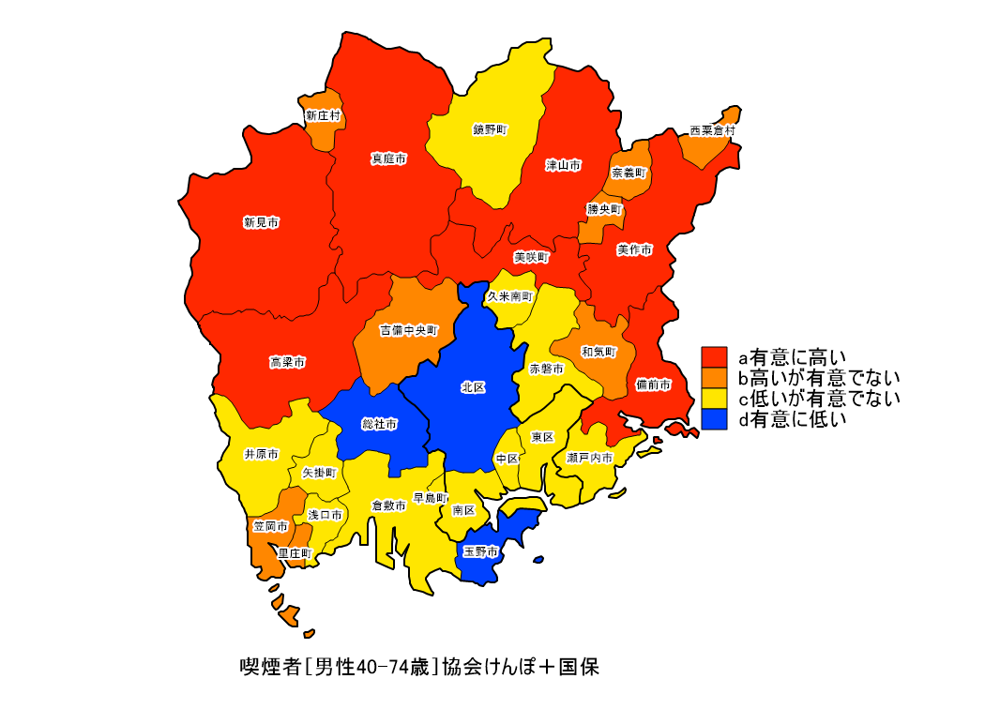 新庄村
鏡野町
西粟倉村
真庭市
津山市
奈義町
勝央町
新見市
美作市
美咲町
久米南町
吉備中央町
和気町
高梁市
赤磐市
備前市
北区
総社市
東区
井原市
中区
瀬戸内市
矢掛町
早島町
倉敷市
南区
浅口市
笠岡市
里庄町
玉野市
a有意に高い
b高いが有意でない
c低いが有意でない
d有意に低い
喫煙者[男性40-74歳]協会けんぽ＋国保